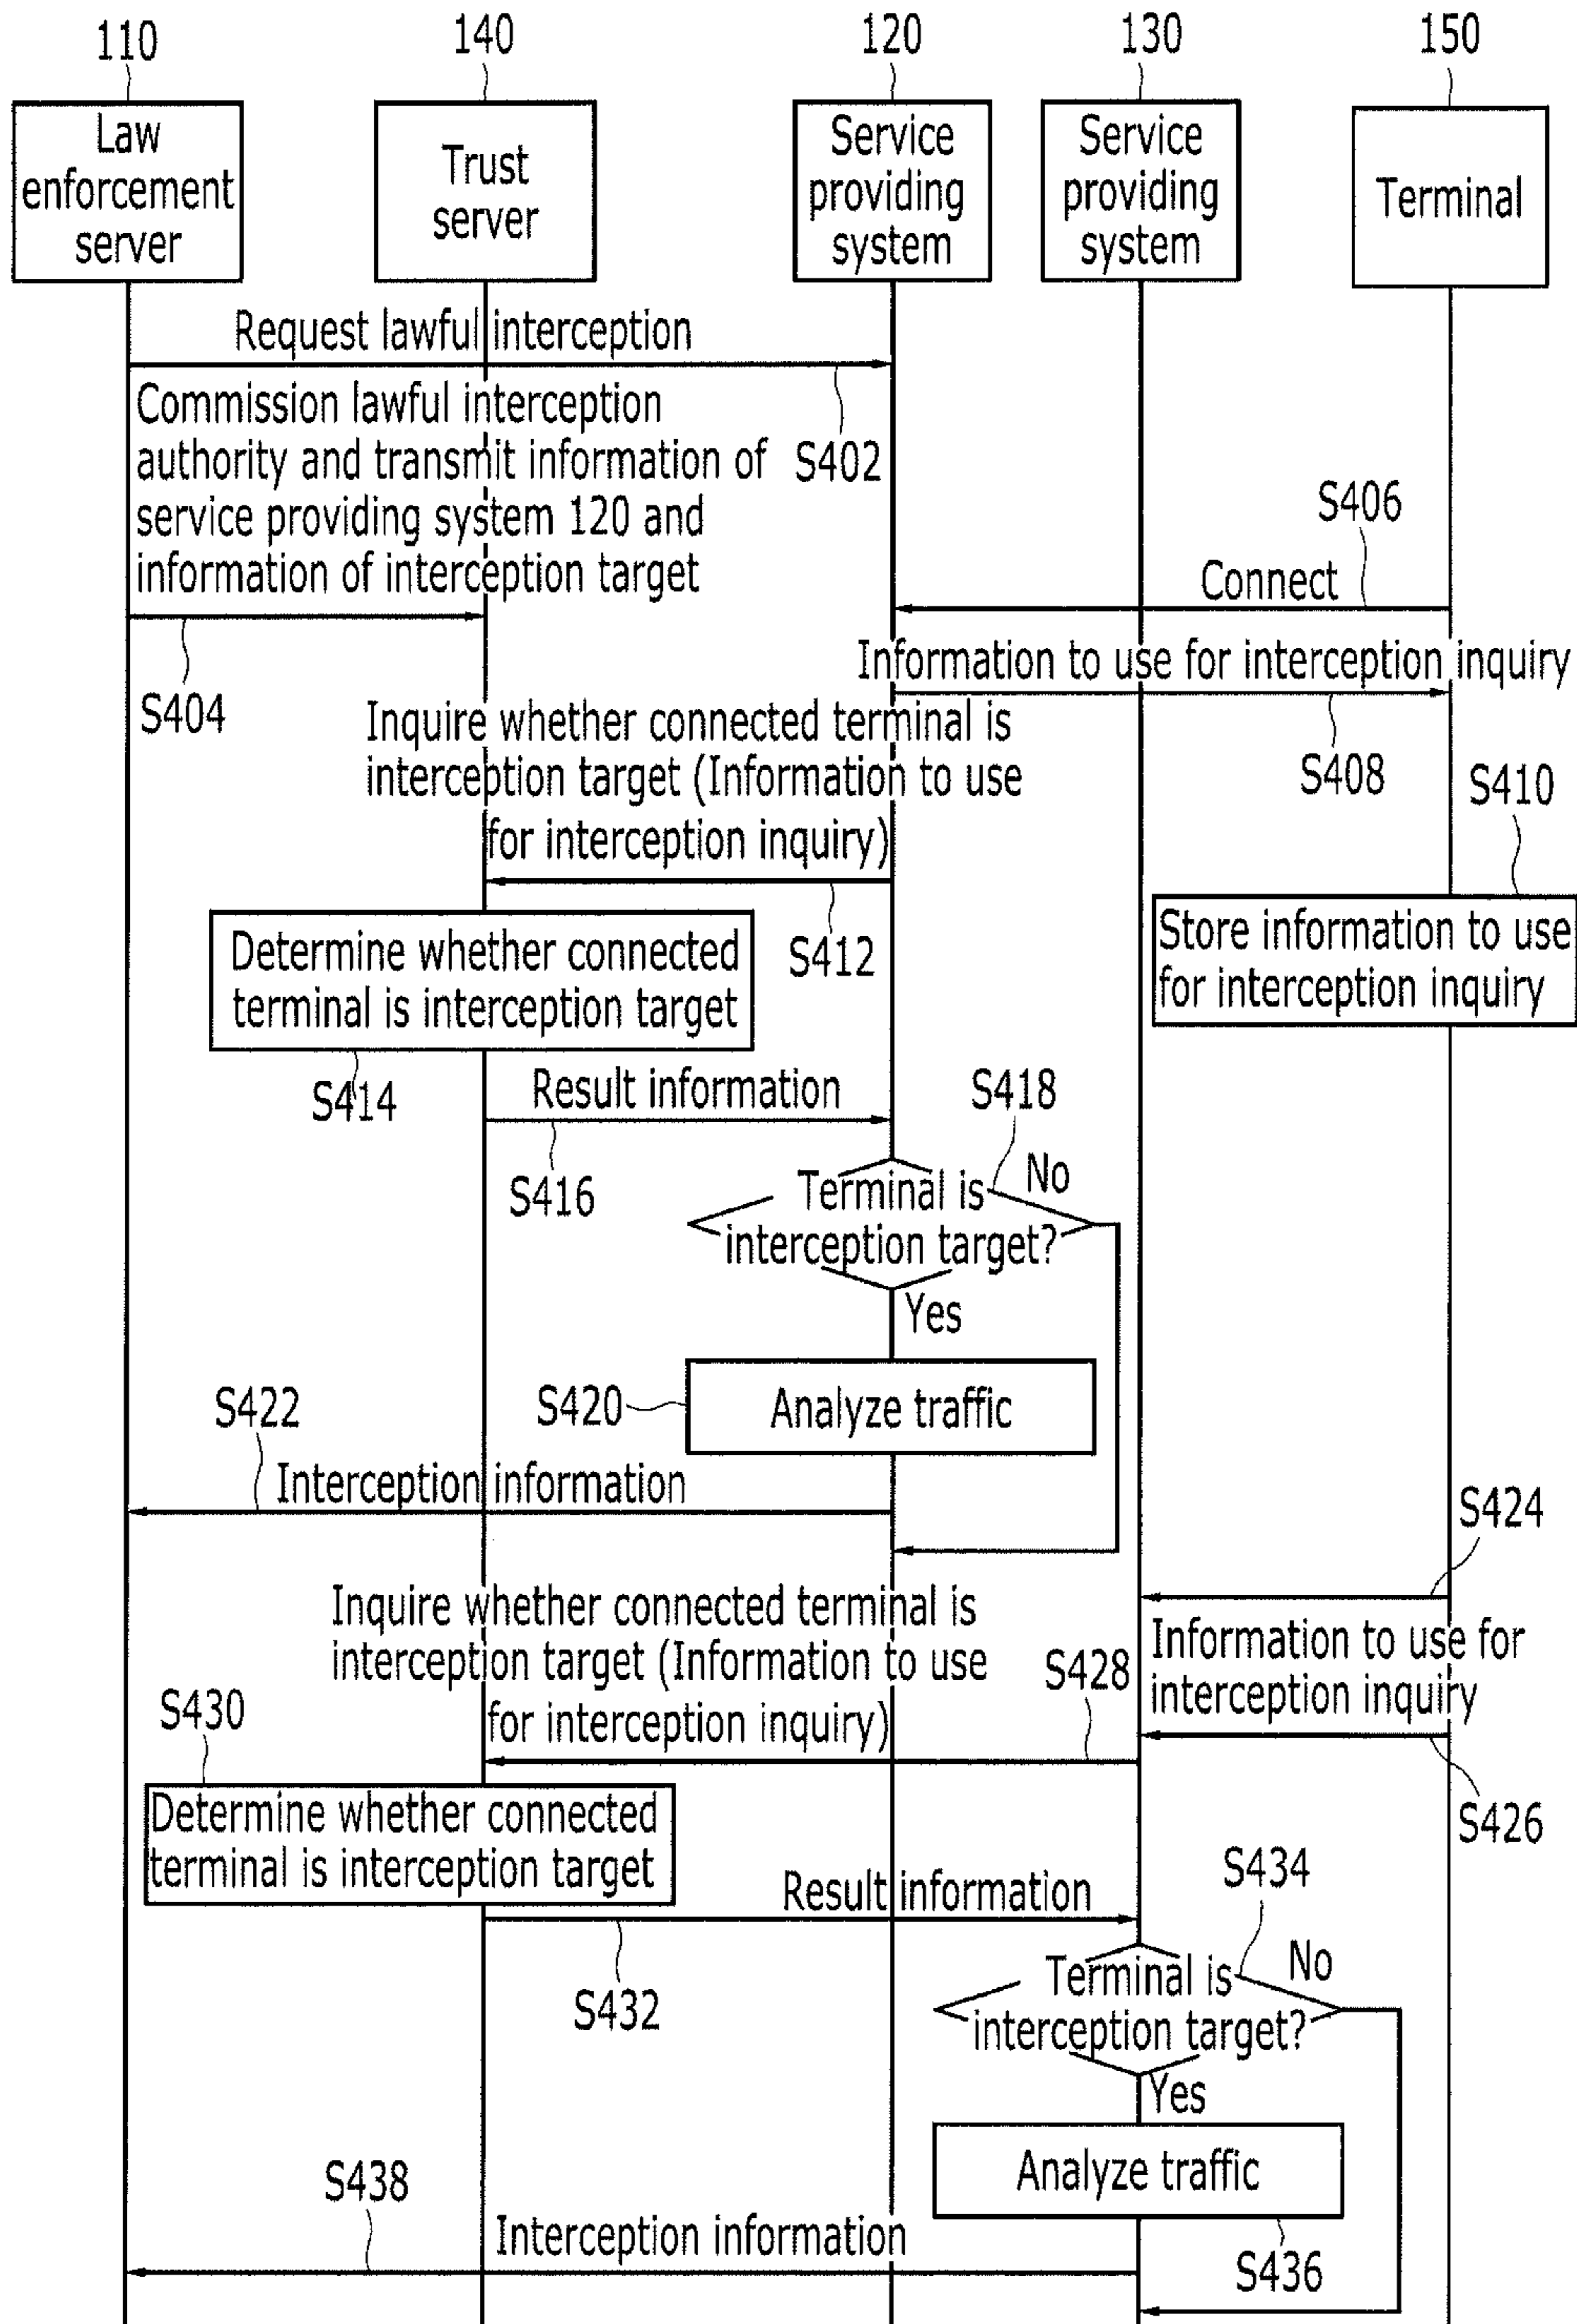 110
140
120
130
150
Law
enforcement
server
Trust
server
Service
providing
system
Service
providing
system
Terminal
Request lawful interception
S402
Commission lawful interception
authority and transmit information of
service providing system 120 and
information of interception target
S404
S406
Connect
Information to use for interception inquiry
S408
S410
Store information to use
for interception inquiry
Inquire whether connected terminal is
interception target (Information to use
for interception inquiry)
S412
Determine whether connected
terminal is interception target
S414
Result information
S416
S418
Terminal is
interception target?
No
Yes
S420
Analyze traffic
S422
Interception information
S424
Information to use for
interception inquiry
S426
Inquire whether connected terminal is
interception target (Information to use
for interception inquiry)
S428
S430
Determine whether connected
terminal is interception target
Result information
S432
S434
Terminal is
interception target?
No
Yes
Analyze traffic
S436
S438
Interception information